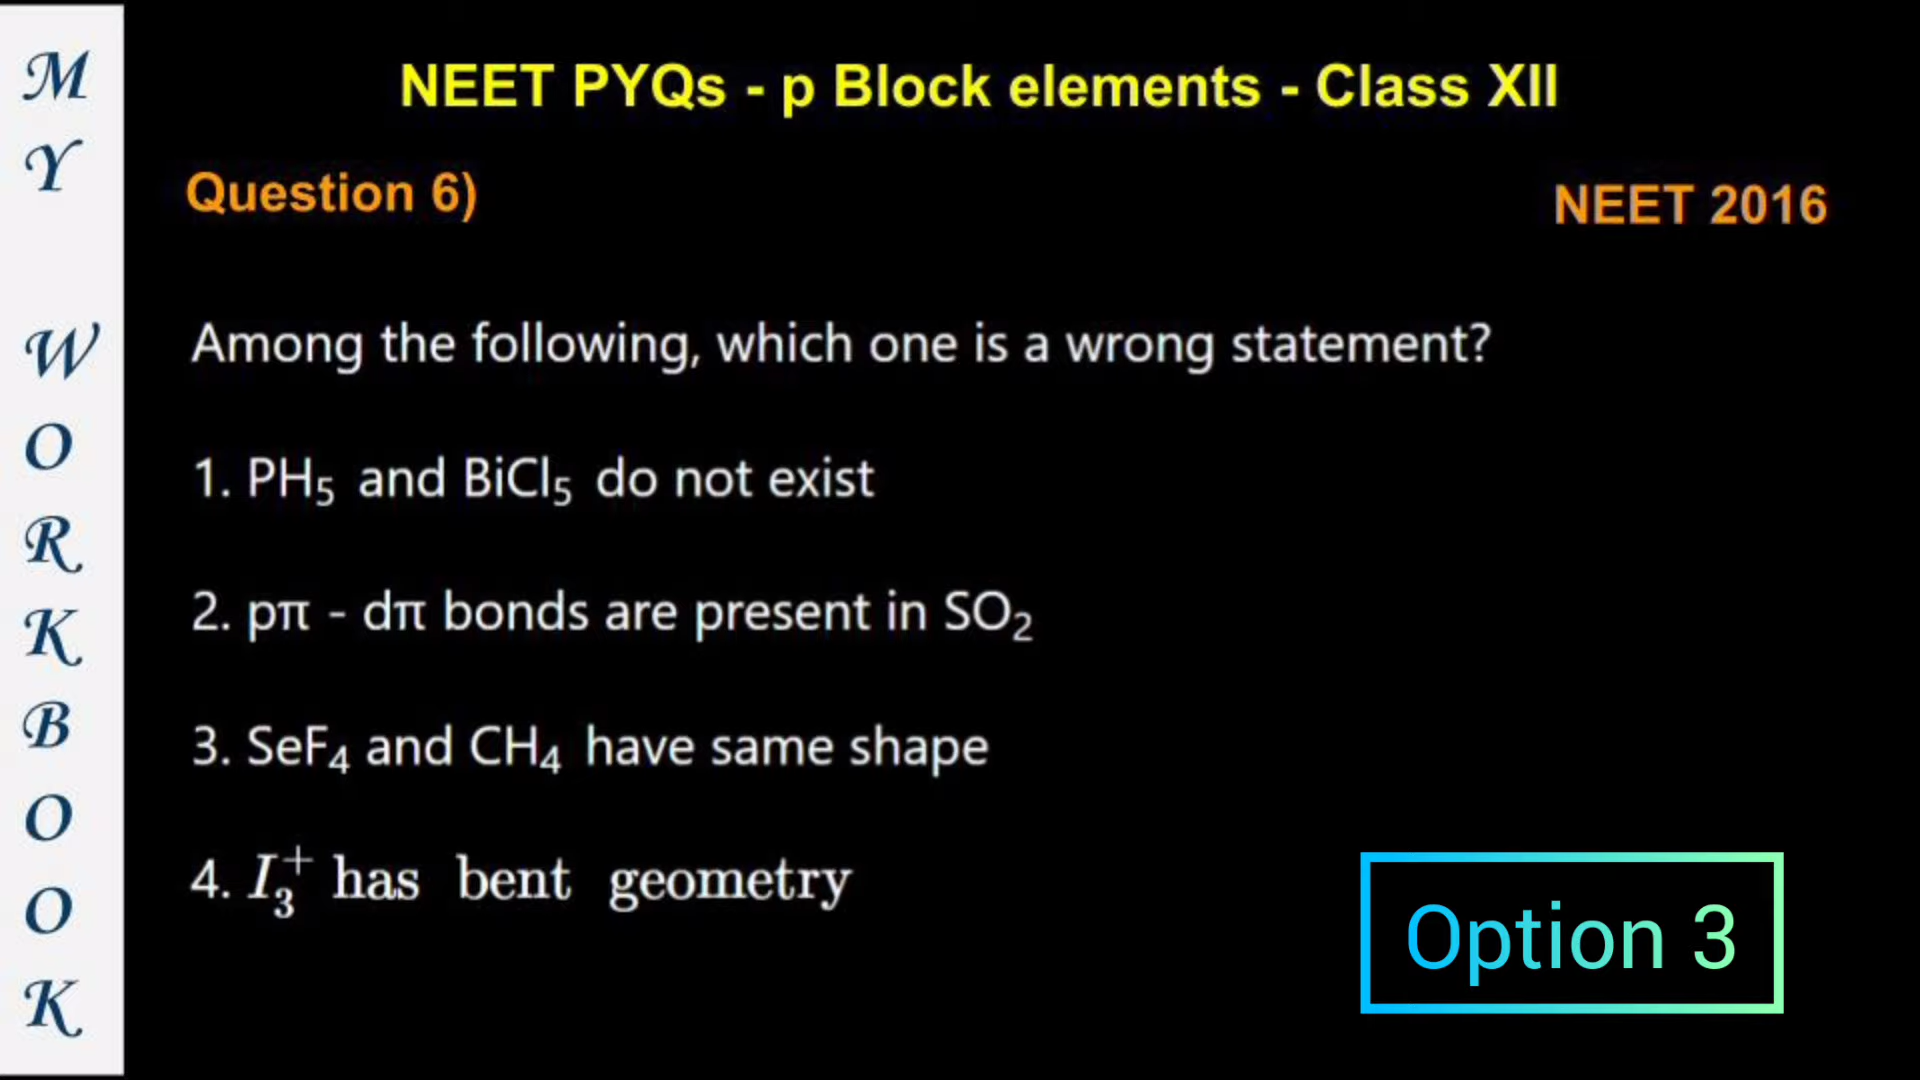 MY WORKBOOK
NEET PYQs - p Block elements - Class XII
Question 6)
NEET 2016
Among the following, which one is a wrong statement?
1. PH₅ and BiCl₅ do not exist
2. pπ - dπ bonds are present in SO₂
3. SeF₄ and CH₄ have same shape
4. I₃⁺ has bent geometry
Option 3